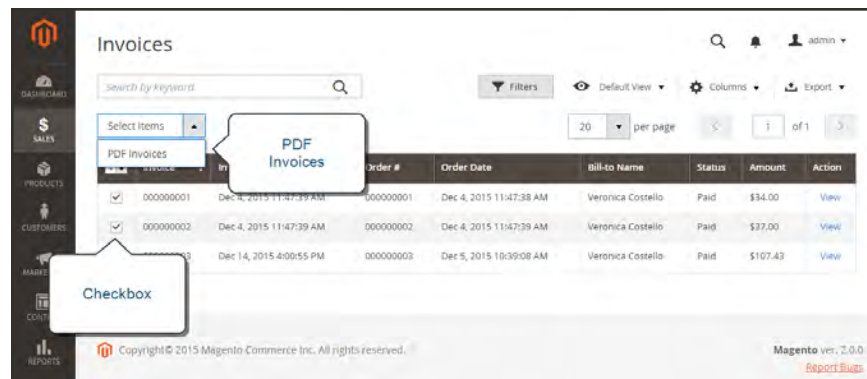 Invoices
admin
DASHBOARD
Search by keyword
Filters
Default View
Columns
Export
SALES
Select Items
20 per page
1 of 1
PDF Invoices
PDF
Invoices
PRODUCTS
Invoice
Order #
Order Date
Bill-to Name
Status
Amount
Action
000000001 Dec 4, 2015 11:47:39 AM 000000001 Dec 4, 2015 11:47:38 AM Veronica Costello Paid $34.00 View
CUSTOMERS
000000002 Dec 4, 2015 11:47:39 AM 000000002 Dec 4, 2015 11:47:39 AM Veronica Costello Paid $37.00 View
Dec 14, 2015 4:00:55 PM 000000003 Dec 5, 2015 10:39:08 AM Veronica Costello Paid $107.43 View
Checkbox
REPORTS
Copyright© 2015 Magento Commerce Inc. All rights reserved.
Magento ver. 2.0.0
Report Bugs